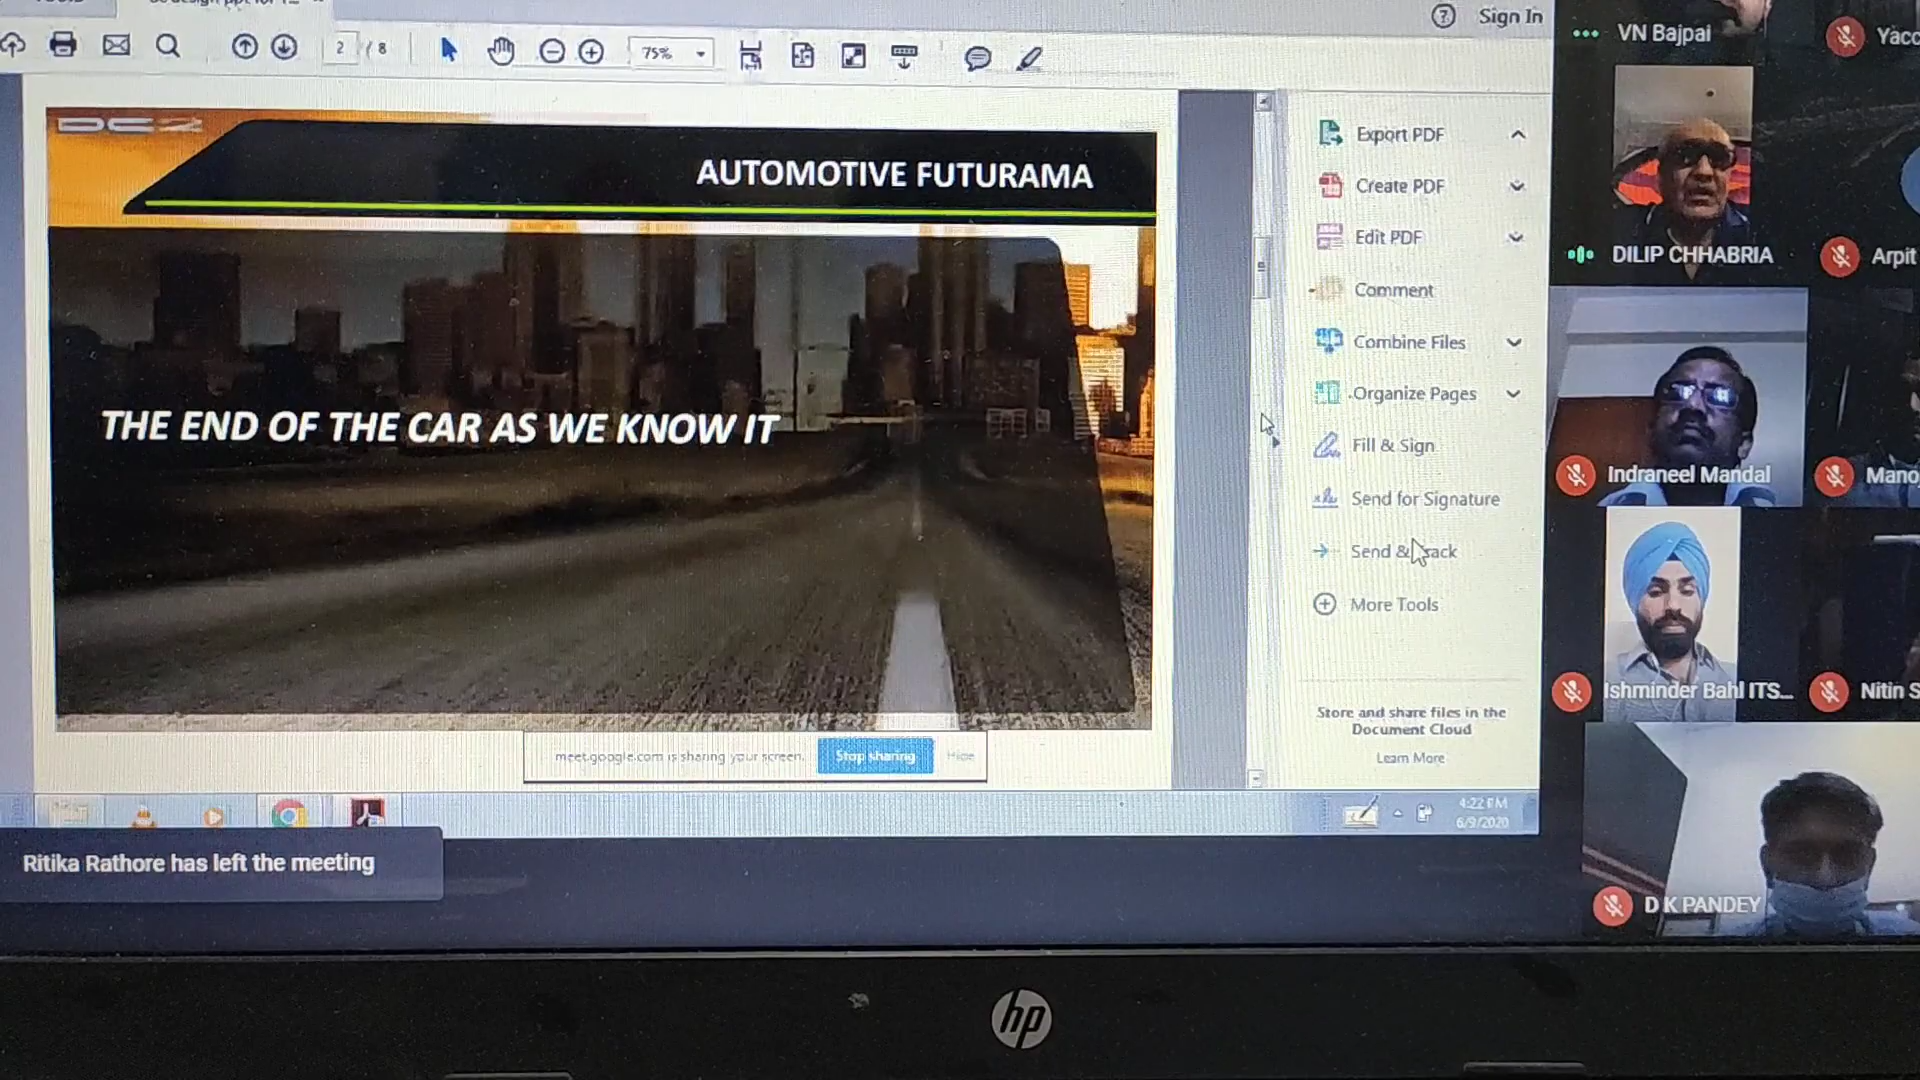 Sign In
2 / 8
75%
DC2
AUTOMOTIVE FUTURAMA
THE END OF THE CAR AS WE KNOW IT
Export PDF
Create PDF
Edit PDF
Comment
Combine Files
Organize Pages
Fill & Sign
Send for Signature
Send &
More Tools
Store and share files in the
Document Cloud
Learn More
meet.google.com is sharing your screen.
Stop sharing
Hide
4:22 PM
6/9/2020
Ritika Rathore has left the meeting
VN Bajpai
DILIP CHHABRIA
Arpit
Indraneel Mandal
Ishminder Bahl ITS...
Nitin S
D K PANDEY
hp